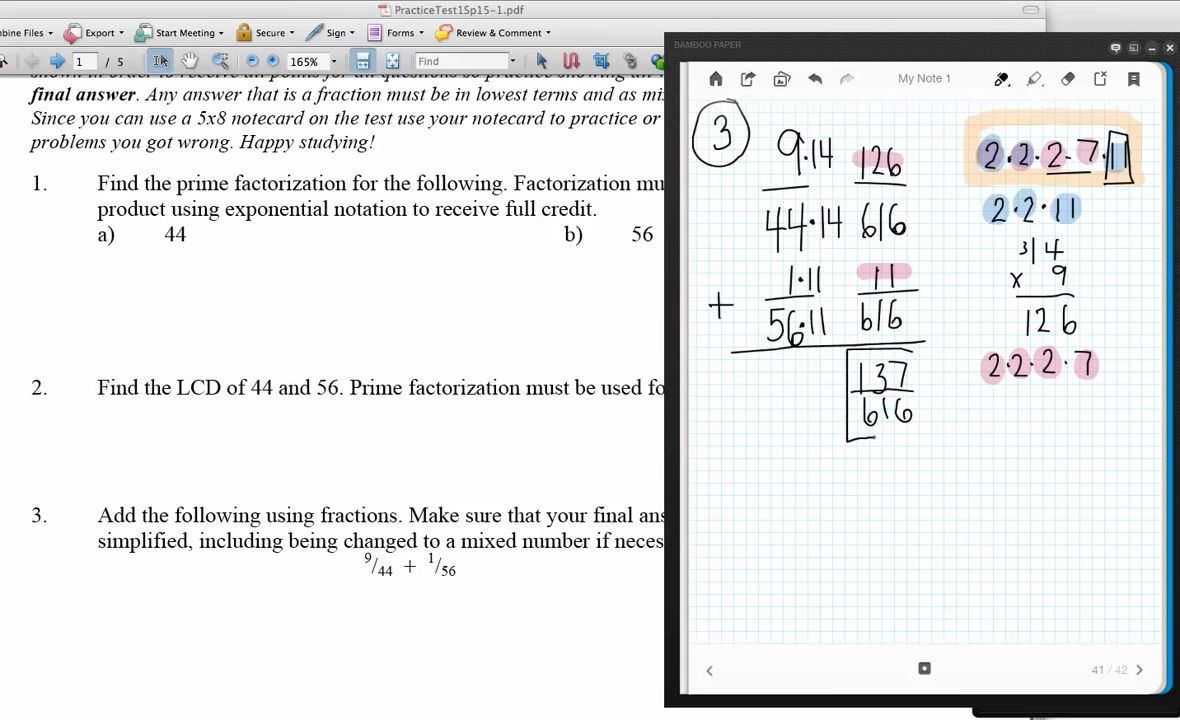 PracticeTest1Sp15-1.pdf
bine Files Export Start Meeting Secure Sign Forms Review & Comment
1 / 5 165% Find
final answer. Any answer that is a fraction must be in lowest terms and as
Since you can use a 5x8 notecard on the test use your notecard to practice or
problems you got wrong. Happy studying!
1. Find the prime factorization for the following. Factorization mu
product using exponential notation to receive full credit.
a) 44 b) 56
2. Find the LCD of 44 and 56. Prime factorization must be used fo
3. Add the following using fractions. Make sure that your final ans
simplified, including being changed to a mixed number if neces
9/44 + 1/56
BAMBOO PAPER
My Note 1
3
9·14 126
44·14 616
1·11 11
+ 56·11 616
137
616
2·2·2·7·11
2·2·11
3
14
x 9
126
2·2·2·7
41 / 42